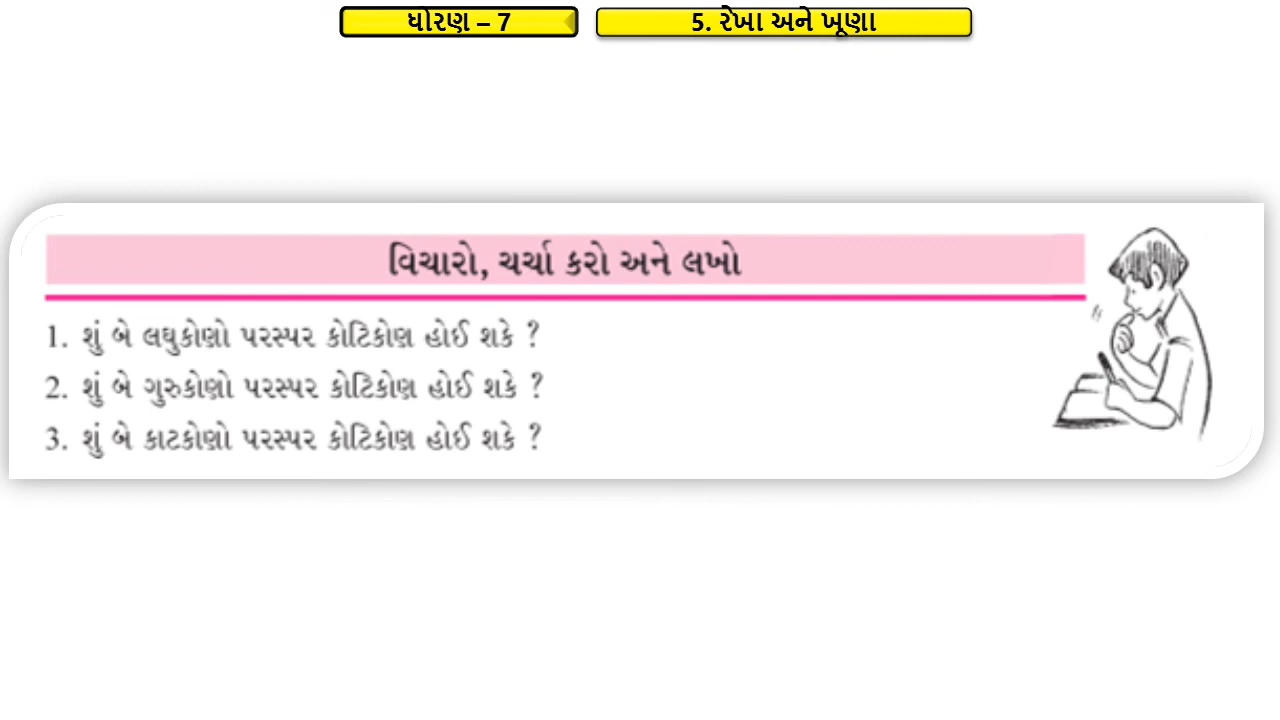 ધોરણ – 7
5. રેખા અને ખૂણા
વિચારો, ચર્ચા કરો અને લખો
1. શું બે લઘુકોણો પરસ્પર કોટિકોણ હોઈ શકે ?
2. શું બે ગુરુકોણો પરસ્પર કોટિકોણ હોઈ શકે ?
3. શું બે કાટકોણો પરસ્પર કોટિકોણ હોઈ શકે ?